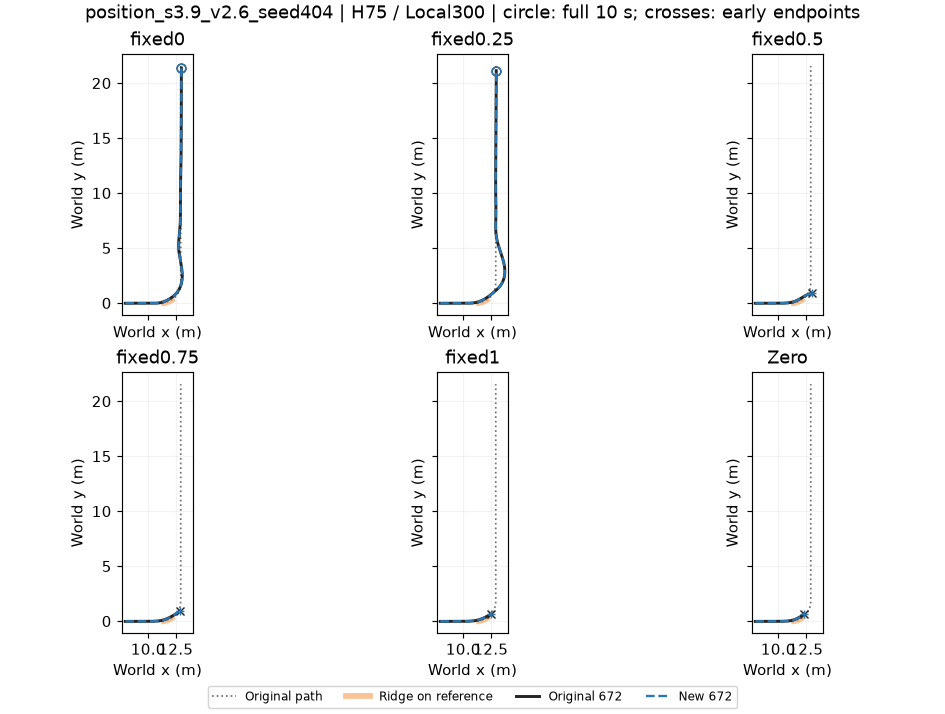 position_s3.9_v2.6_seed404 | H75 / Local300 | circle: full 10 s; crosses: early endpoints
fixed0
fixed0.25
fixed0.5
20
15
10
5
0
World y (m)
World y (m)
World y (m)
World x (m)
World x (m)
World x (m)
fixed0.75
fixed1
Zero
20
15
10
5
0
World y (m)
World y (m)
World y (m)
10.0 12.5
10.0 12.5
10.0 12.5
World x (m)
World x (m)
World x (m)
Original path
Ridge on reference
Original 672
New 672